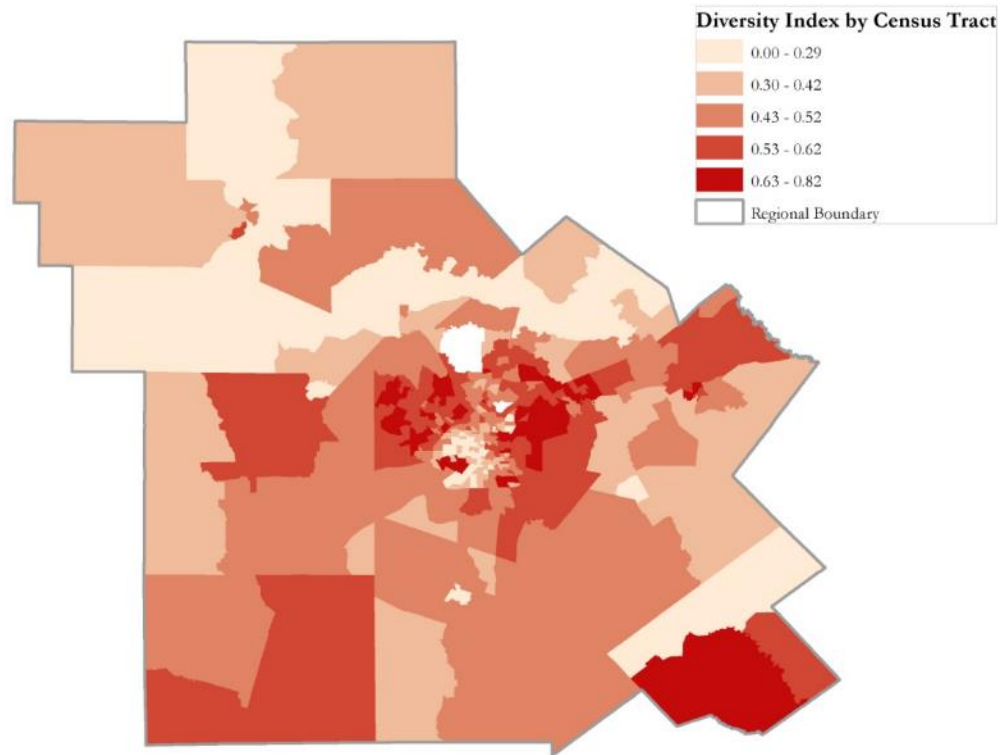 Diversity Index by Census Tract
0.00 - 0.29
0.30 - 0.42
0.43 - 0.52
0.53 - 0.62
0.63 - 0.82
Regional Boundary